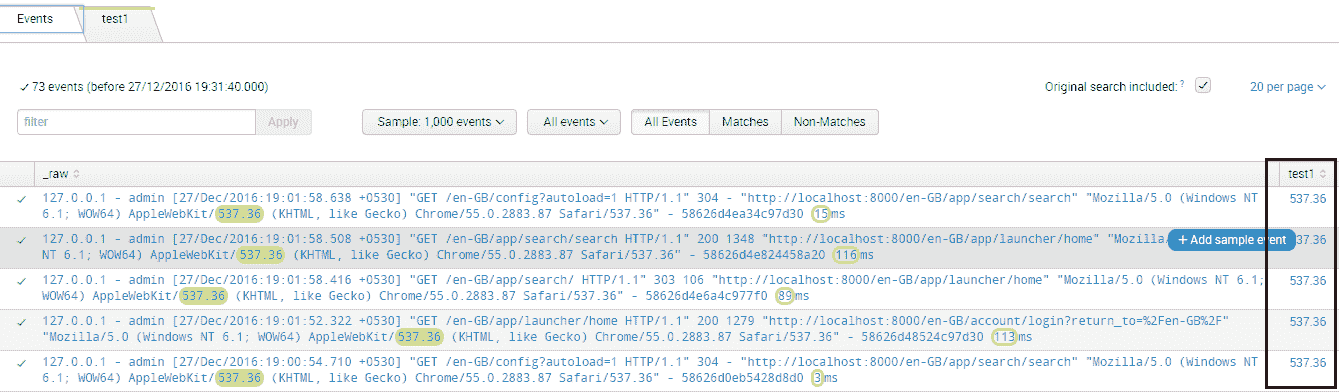 Events test1
73 events (before 27/12/2016 19:31:40.000) Original search included: ? 20 per page
filter Apply Sample: 1,000 events All events All Events Matches Non-Matches
_raw test1
127.0.0.1 - admin [27/Dec/2016:19:01:58.638 +0530] "GET /en-GB/config?autoload=1 HTTP/1.1" 304 - "http://localhost:8000/en-GB/app/search/search" "Mozilla/5.0 (Windows NT 537.36
6.1; WOW64) AppleWebKit/537.36 (KHTML, like Gecko) Chrome/55.0.2883.87 Safari/537.36" - 58626d4ea34c97d30 15ms
127.0.0.1 - admin [27/Dec/2016:19:01:58.508 +0530] "GET /en-GB/app/search/search HTTP/1.1" 200 1348 "http://localhost:8000/en-GB/app/launcher/home" "Mozilla + Add sample event 37.36
NT 6.1; WOW64) AppleWebKit/537.36 (KHTML, like Gecko) Chrome/55.0.2883.87 Safari/537.36" - 58626d4e824458a20 116ms
127.0.0.1 - admin [27/Dec/2016:19:01:58.416 +0530] "GET /en-GB/app/search/ HTTP/1.1" 303 106 "http://localhost:8000/en-GB/app/launcher/home" "Mozilla/5.0 (Windows NT 6.1; 537.36
WOW64) AppleWebKit/537.36 (KHTML, like Gecko) Chrome/55.0.2883.87 Safari/537.36" - 58626d4e6a4c977f0 89ms
127.0.0.1 - admin [27/Dec/2016:19:01:52.322 +0530] "GET /en-GB/app/launcher/home HTTP/1.1" 200 1279 "http://localhost:8000/en-GB/account/login?return_to=%2Fen-GB%2F" 537.36
"Mozilla/5.0 (Windows NT 6.1; WOW64) AppleWebKit/537.36 (KHTML, like Gecko) Chrome/55.0.2883.87 Safari/537.36" - 58626d48524c97d30 113ms
127.0.0.1 - admin [27/Dec/2016:19:00:54.710 +0530] "GET /en-GB/config?autoload=1 HTTP/1.1" 304 - "http://localhost:8000/en-GB/app/search/search" "Mozilla/5.0 (Windows NT 537.36
6.1; WOW64) AppleWebKit/537.36 (KHTML, like Gecko) Chrome/55.0.2883.87 Safari/537.36" - 58626d0eb5428d8d0 3ms